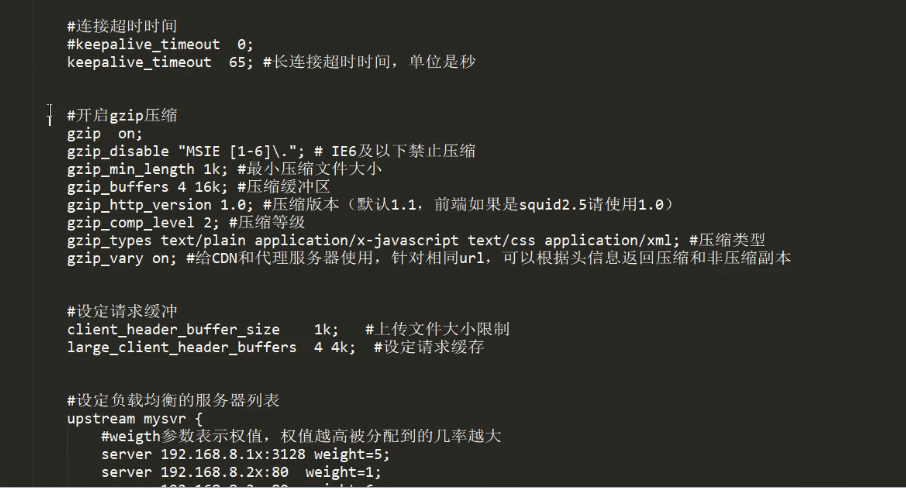 #连接超时时间
#keepalive_timeout  0;
keepalive_timeout  65; #长连接超时时间，单位是秒
#开启gzip压缩
gzip  on;
gzip_disable "MSIE [1-6]\."; # IE6及以下禁止压缩
gzip_min_length 1k; #最小压缩文件大小
gzip_buffers 4 16k; #压缩缓冲区
gzip_http_version 1.0; #压缩版本（默认1.1，前端如果是squid2.5请使用1.0）
gzip_comp_level 2; #压缩等级
gzip_types text/plain application/x-javascript text/css application/xml; #压缩类型
gzip_vary on; #给CDN和代理服务器使用，针对相同url，可以根据头信息返回压缩和非压缩副本
#设定请求缓冲
client_header_buffer_size    1k;   #上传文件大小限制
large_client_header_buffers  4 4k;  #设定请求缓存
#设定负载均衡的服务器列表
upstream mysvr {
#weigth参数表示权值，权值越高被分配到的几率越大
server 192.168.8.1x:3128 weight=5;
server 192.168.8.2x:80  weight=1;